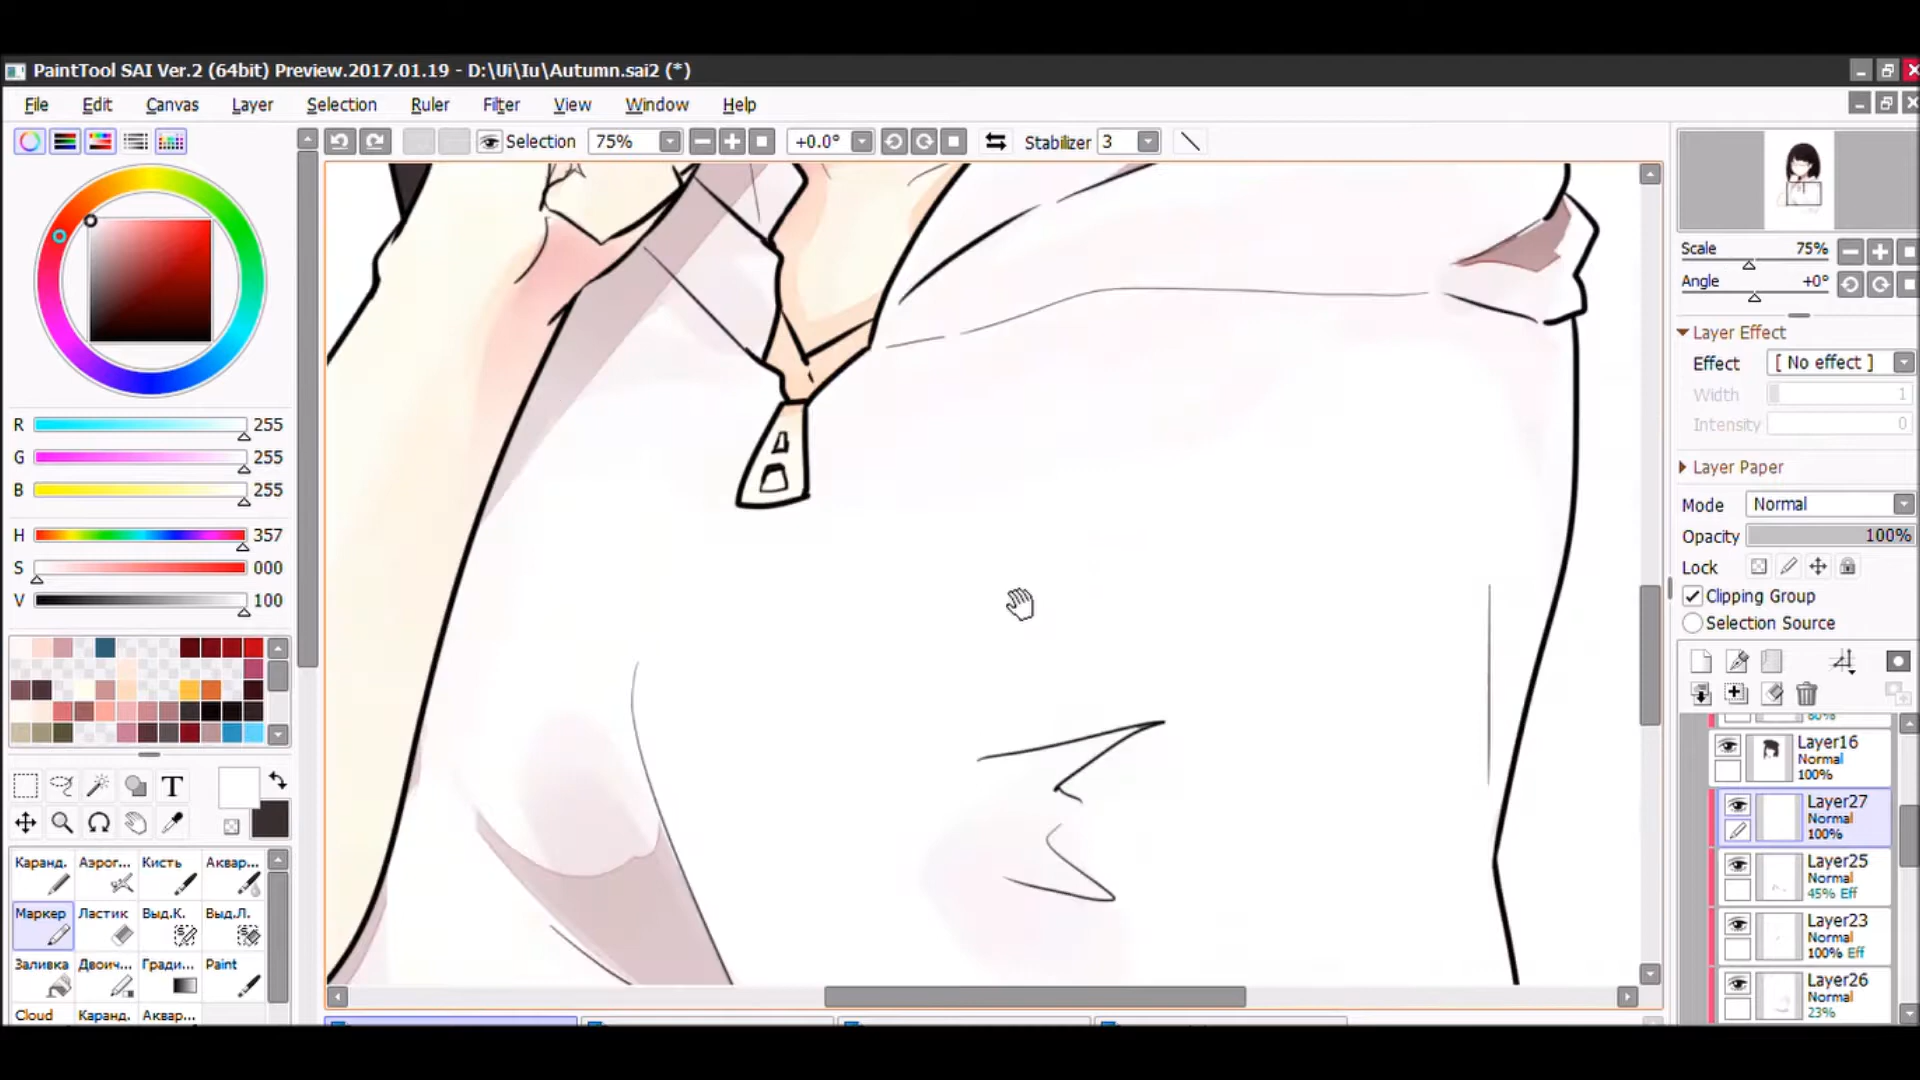 PaintTool SAI Ver.2 (64bit) Preview.2017.01.19 - D:\Ui\Iu\Autumn.sai2 (*)
File Edit Canvas Layer Selection Ruler Filter View Window Help
Selection 75% +0.0° Stabilizer 3
Scale 75%
Angle +0°
Layer Effect
Effect [ No effect ]
Width 1
Intensity 0
Layer Paper
Mode Normal
Opacity 100%
Lock
Clipping Group
Selection Source
R 255
G 255
B 255
H 357
S 000
V 100
T
Каранд. Аэрог... Кисть Аквар...
Маркер Ластик Выд.К. Выд.Л.
Заливка Двоич... Гради... Paint
Cloud Каранд. Аквар...
80%
Layer16
Normal
100%
Layer27
Normal
100%
Layer25
Normal
45% Eff
Layer23
Normal
100% Eff
Layer26
Normal
23%